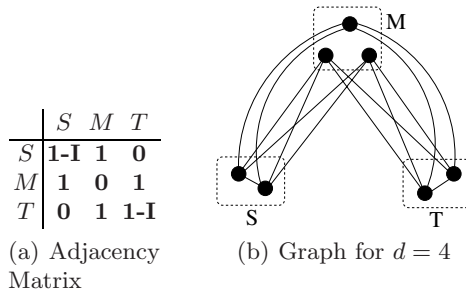 M
S M T
S 1-I 1 0
M 1 0 1
T 0 1 1-I
S
T
(a) Adjacency
Matrix
(b) Graph for d = 4